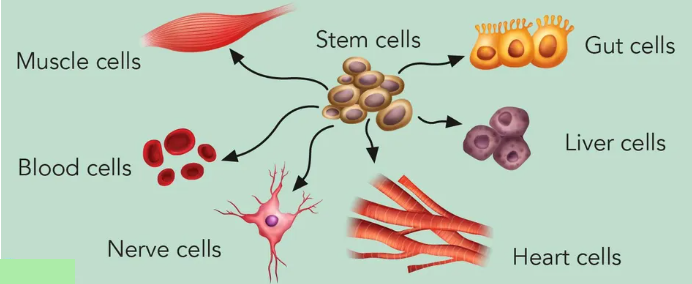 Stem cells
Muscle cells
Gut cells
Blood cells
Liver cells
Nerve cells
Heart cells